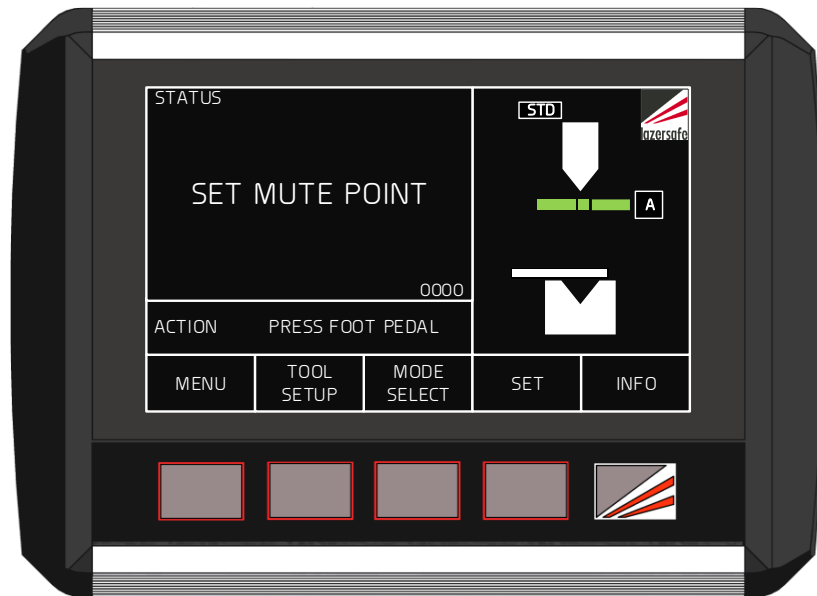 STATUS
SET MUTE POINT
0000
ACTION PRESS FOOT PEDAL
MENU
TOOL
SETUP
MODE
SELECT
SET
INFO
STD
lazersafe
A